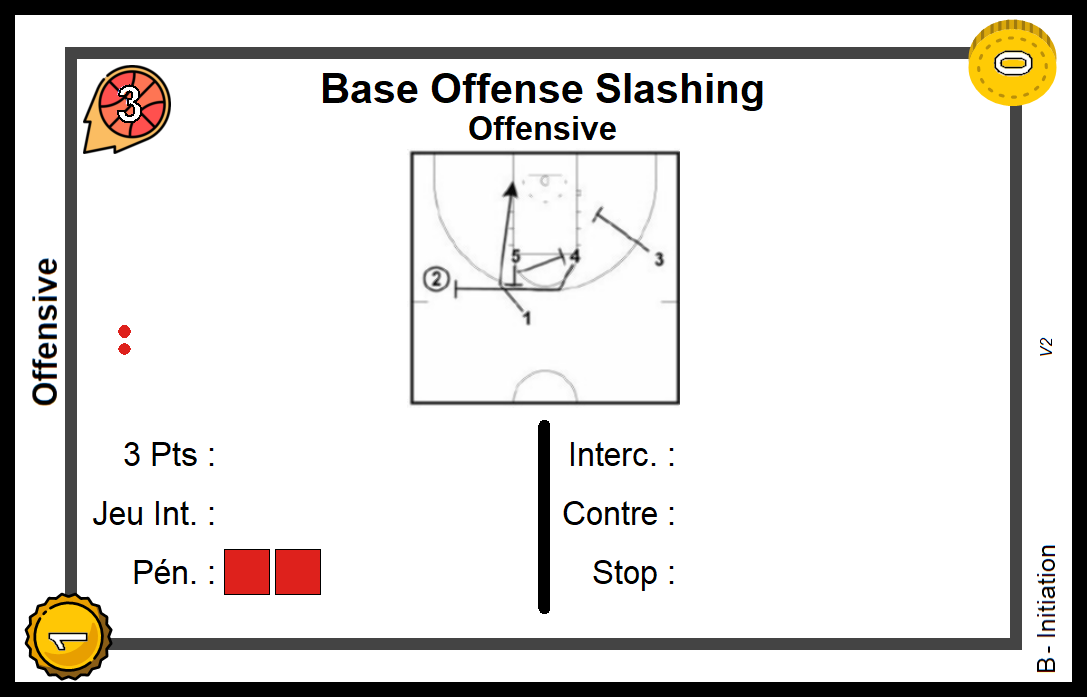 0
3
Base Offense Slashing
Offensive
5
4
3
2
1
Offensive
V2
3 Pts :
Interc. :
Jeu Int. :
Contre :
Pén. :
Stop :
B- Initiation
1